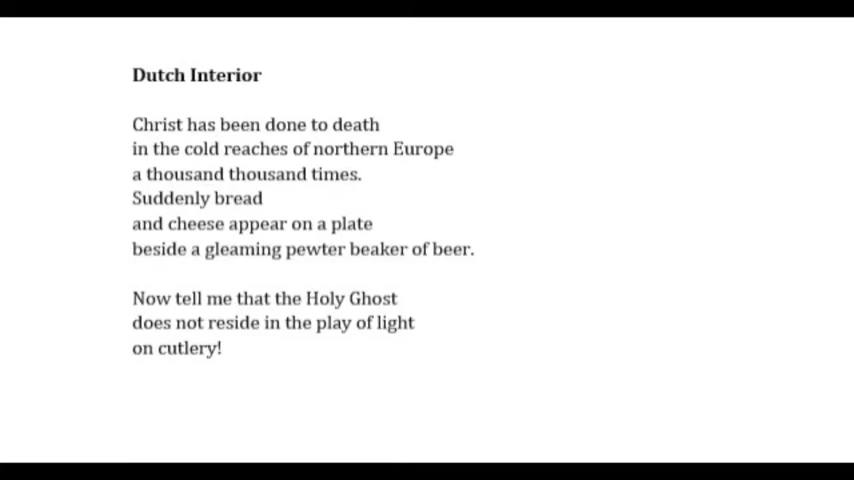 Dutch Interior
Christ has been done to death
in the cold reaches of northern Europe
a thousand thousand times.
Suddenly bread
and cheese appear on a plate
beside a gleaming pewter beaker of beer.
Now tell me that the Holy Ghost
does not reside in the play of light
on cutlery!